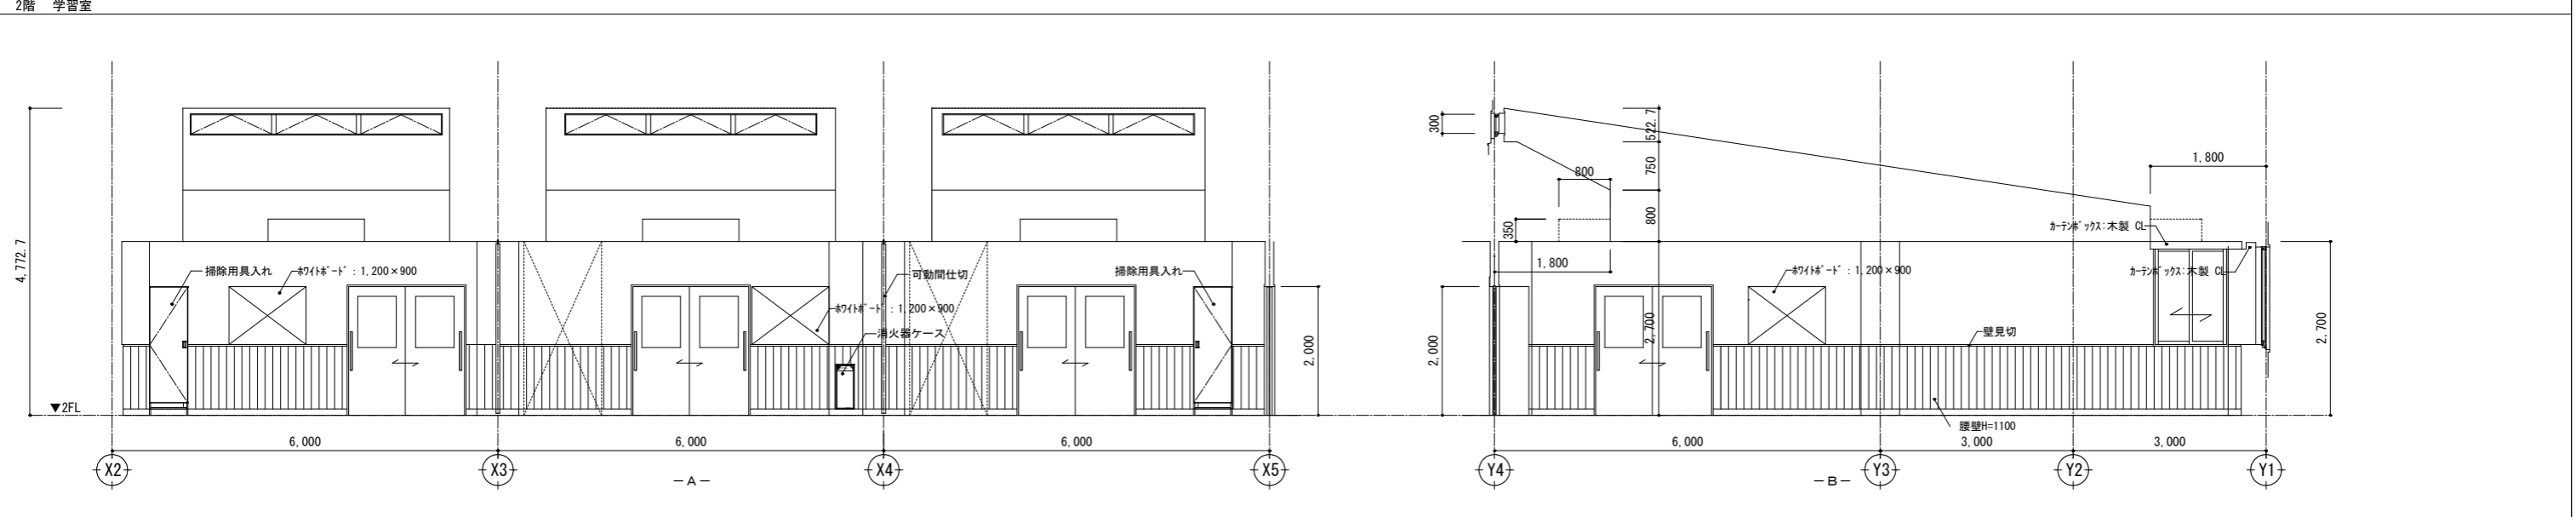 2階 学習室
4,772.7
▼2FL
掃除用具入れ
ﾎﾜｲﾄﾎﾞｰﾄﾞ：1,200×900
可動間仕切
ﾎﾜｲﾄﾎﾞｰﾄﾞ：1,200×900
消火器ケース
掃除用具入れ
2,000
6,000
6,000
6,000
X2
X3
X4
X5
－A－
300
522.7
750
800
800
350
1,800
1,800
カーテンボックス:木製 CL
カーテンボックス:木製 CL
ﾎﾜｲﾄﾎﾞｰﾄﾞ：1,200×900
2,000
2,700
壁見切
2,700
腰壁H=1100
6,000
3,000
3,000
Y4
Y3
Y2
Y1
－B－